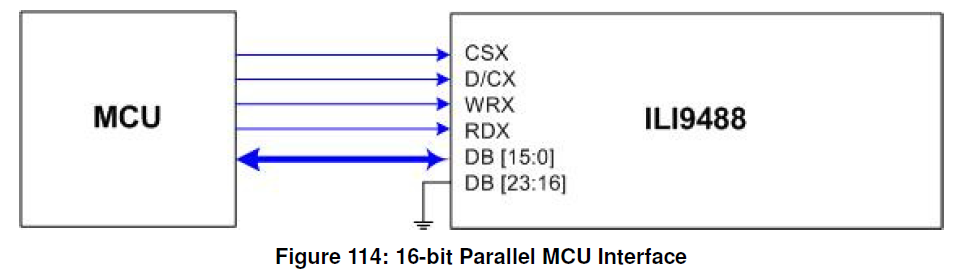 MCU
CSX
D/CX
WRX
RDX
DB [15:0]
DB [23:16]
ILI9488
Figure 114: 16-bit Parallel MCU Interface